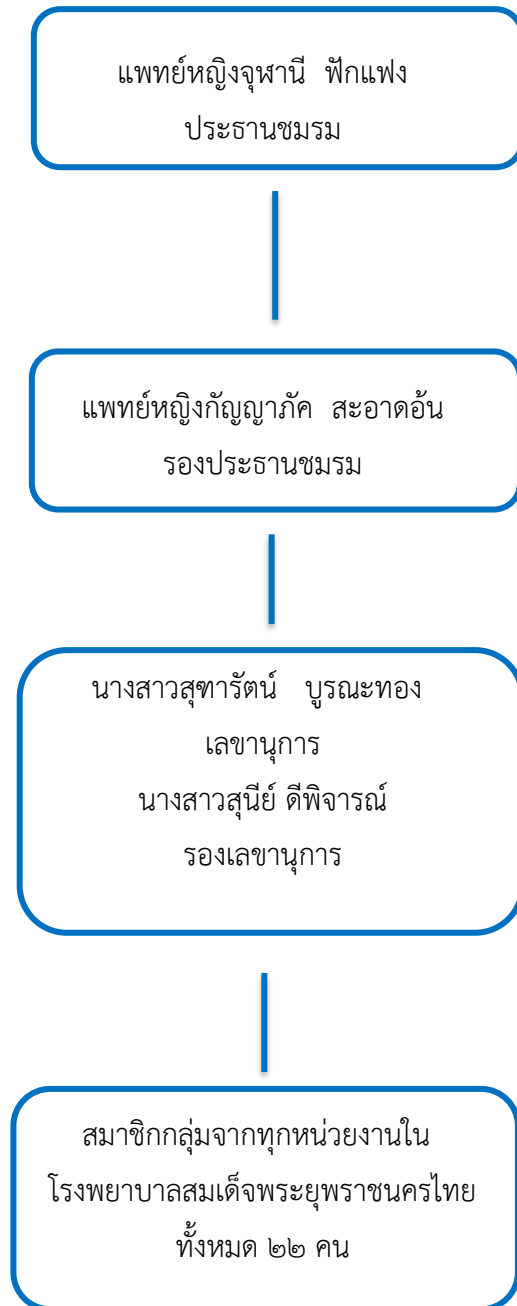 แพทย์หญิงจุฬานี  ฟักแฟง
ประธานชมรม
แพทย์หญิงกัญญาภัค  สะอาดอ้น
รองประธานชมรม
นางสาวสุฑารัตน์   บูรณะทอง
เลขานุการ
นางสาวสุนีย์ ดีพิจารณ์
รองเลขานุการ
สมาชิกกลุ่มจากทุกหน่วยงานใน
โรงพยาบาลสมเด็จพระยุพราชนครไทย
ทั้งหมด ๒๒ คน